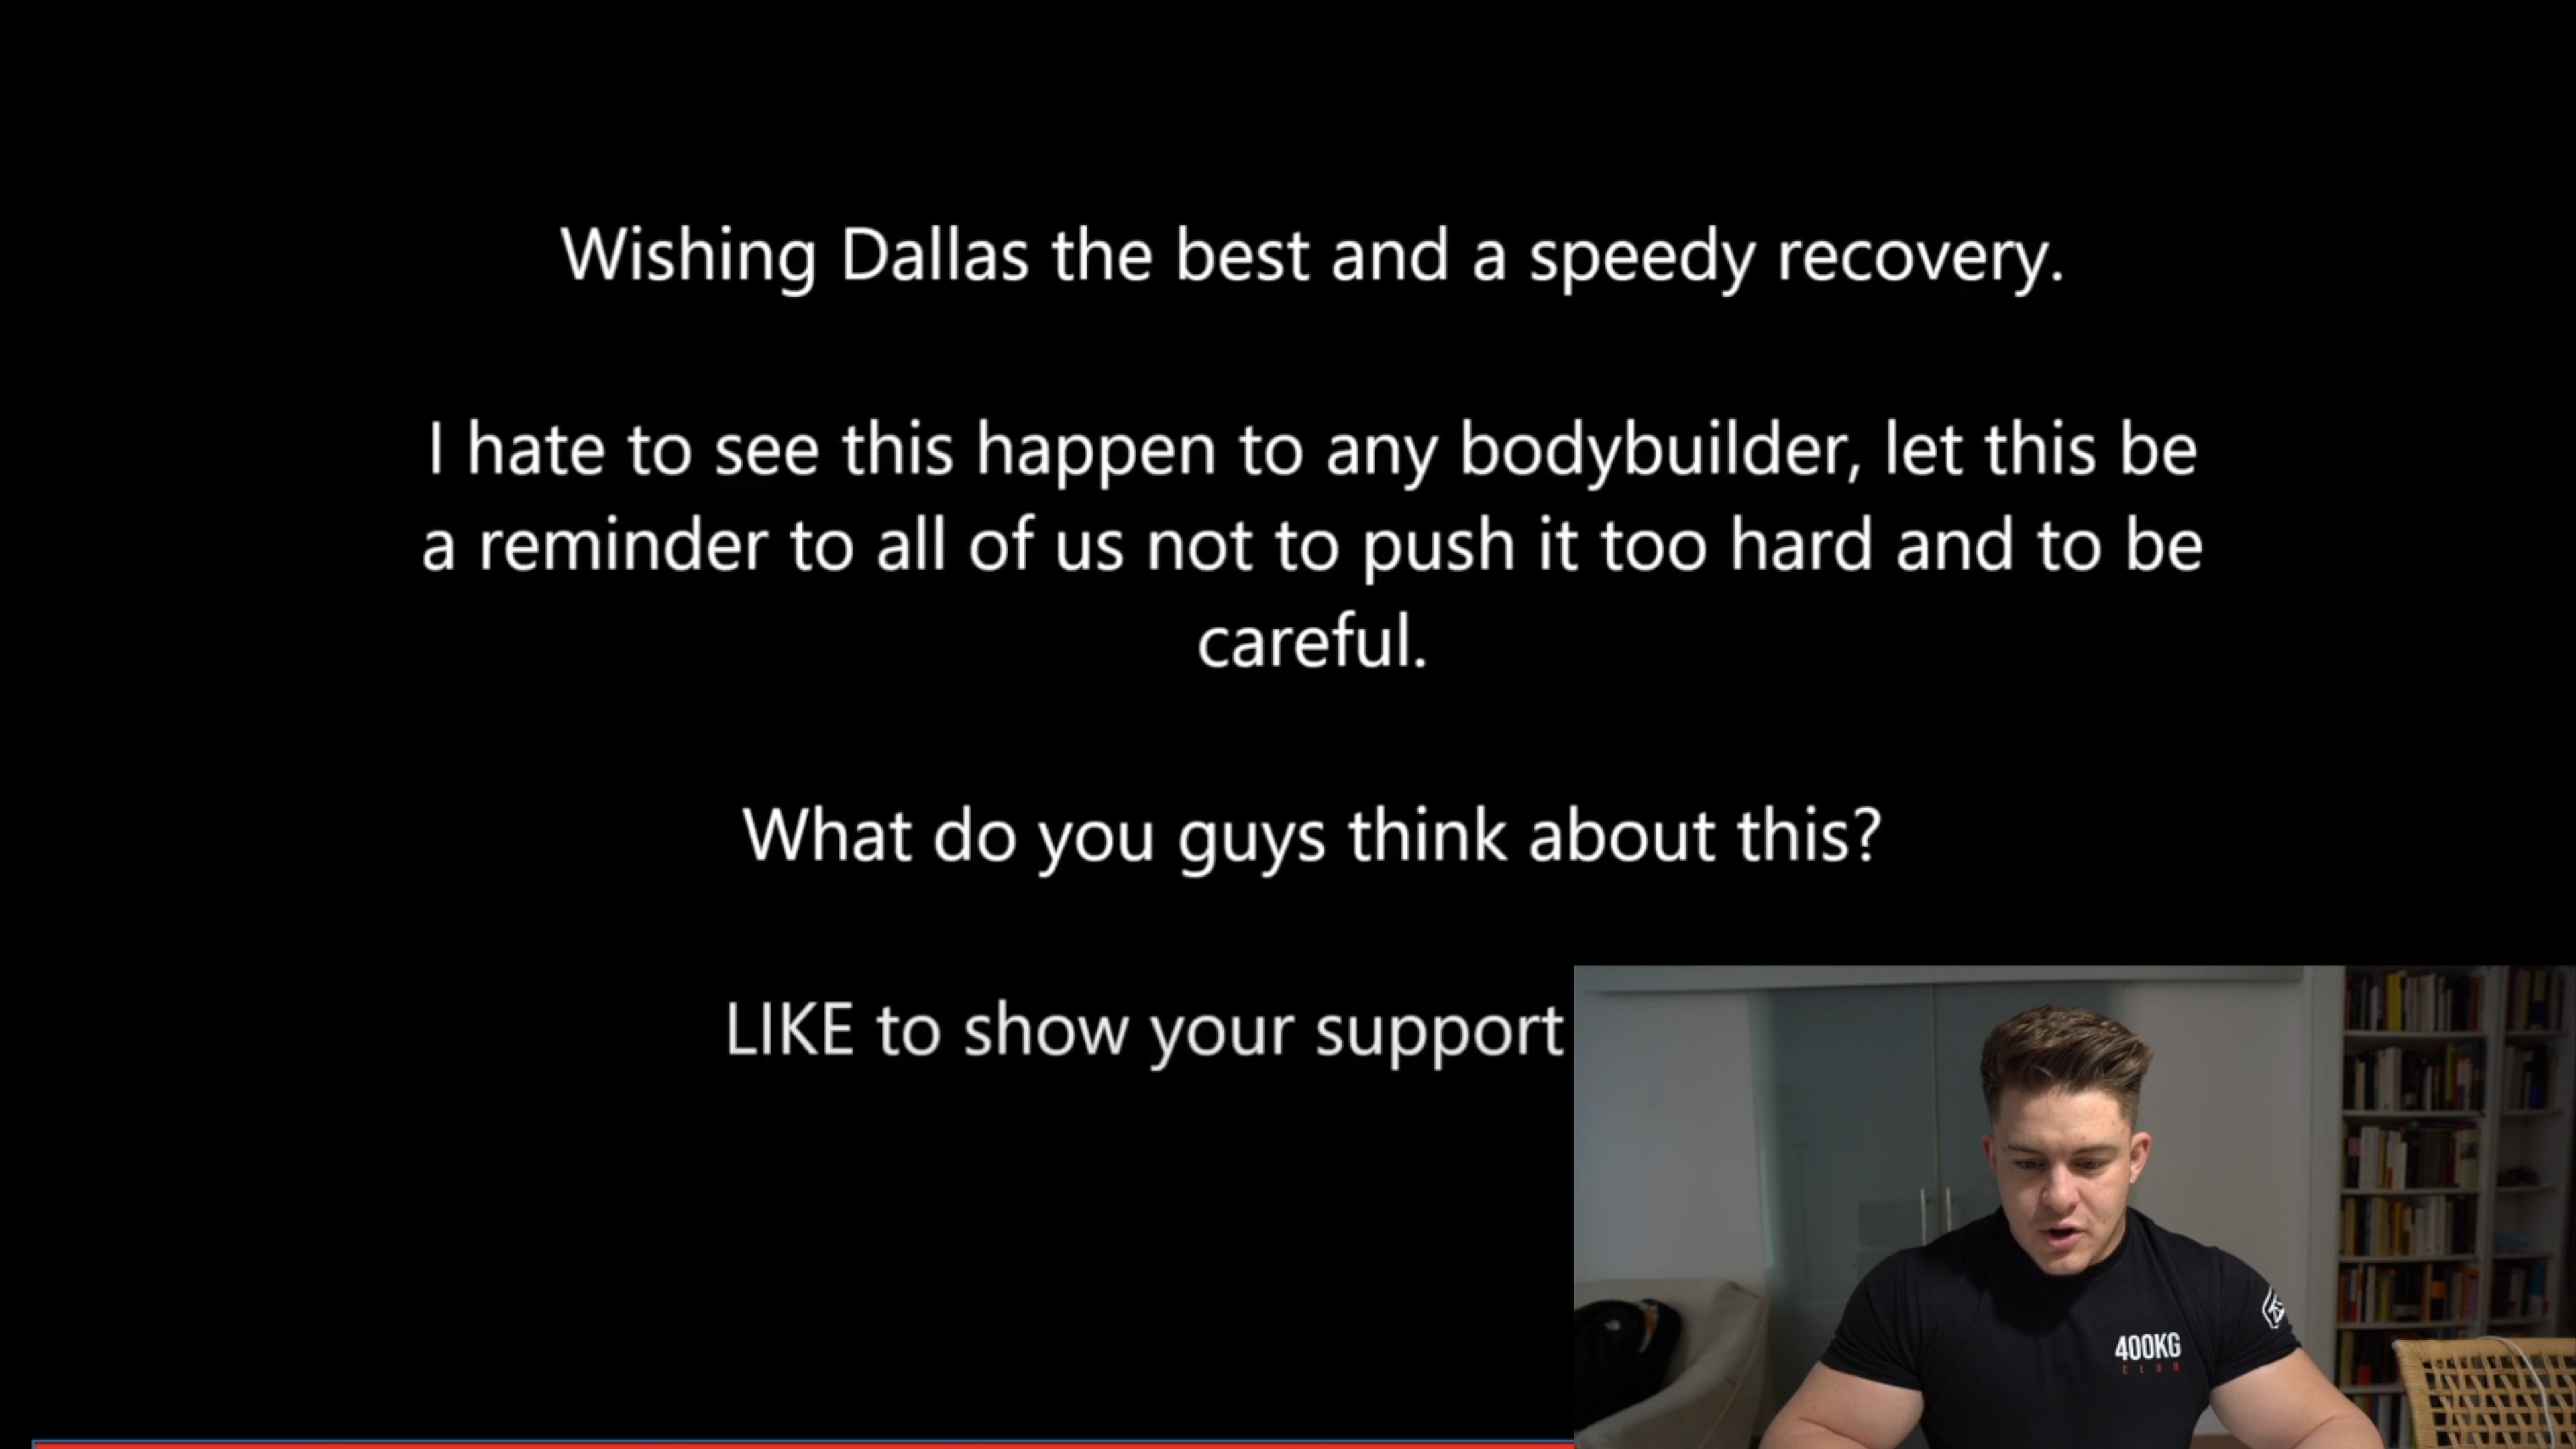 Wishing Dallas the best and a speedy recovery.
I hate to see this happen to any bodybuilder, let this be
a reminder to all of us not to push it too hard and to be
careful.
What do you guys think about this?
LIKE to show your support
400KG
CLUB